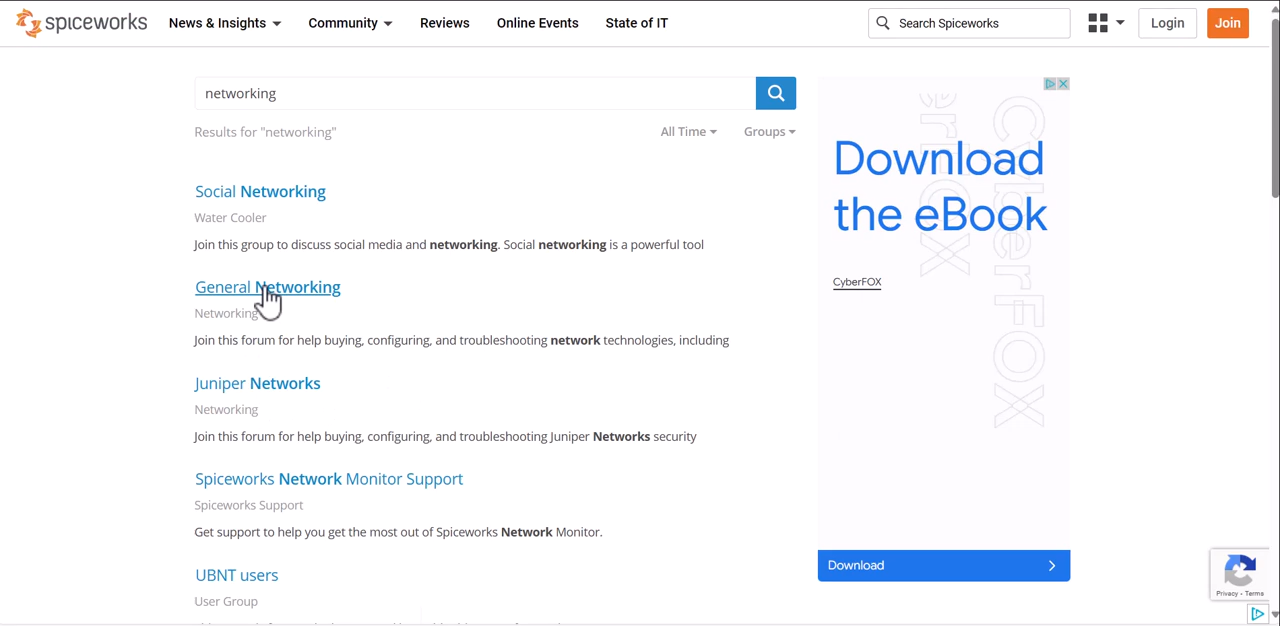 spiceworks News & Insights Community Reviews Online Events State of IT Search Spiceworks Login Join
networking
Results for "networking" All Time Groups
Social Networking
Water Cooler
Join this group to discuss social media and networking. Social networking is a powerful tool
General Networking
Networking
Join this forum for help buying, configuring, and troubleshooting network technologies, including
Juniper Networks
Networking
Join this forum for help buying, configuring, and troubleshooting Juniper Networks security
Spiceworks Network Monitor Support
Spiceworks Support
Get support to help you get the most out of Spiceworks Network Monitor.
UBNT users
User Group
Download
the eBook
CyberFOX
CyberFOX
Download
Privacy - Terms